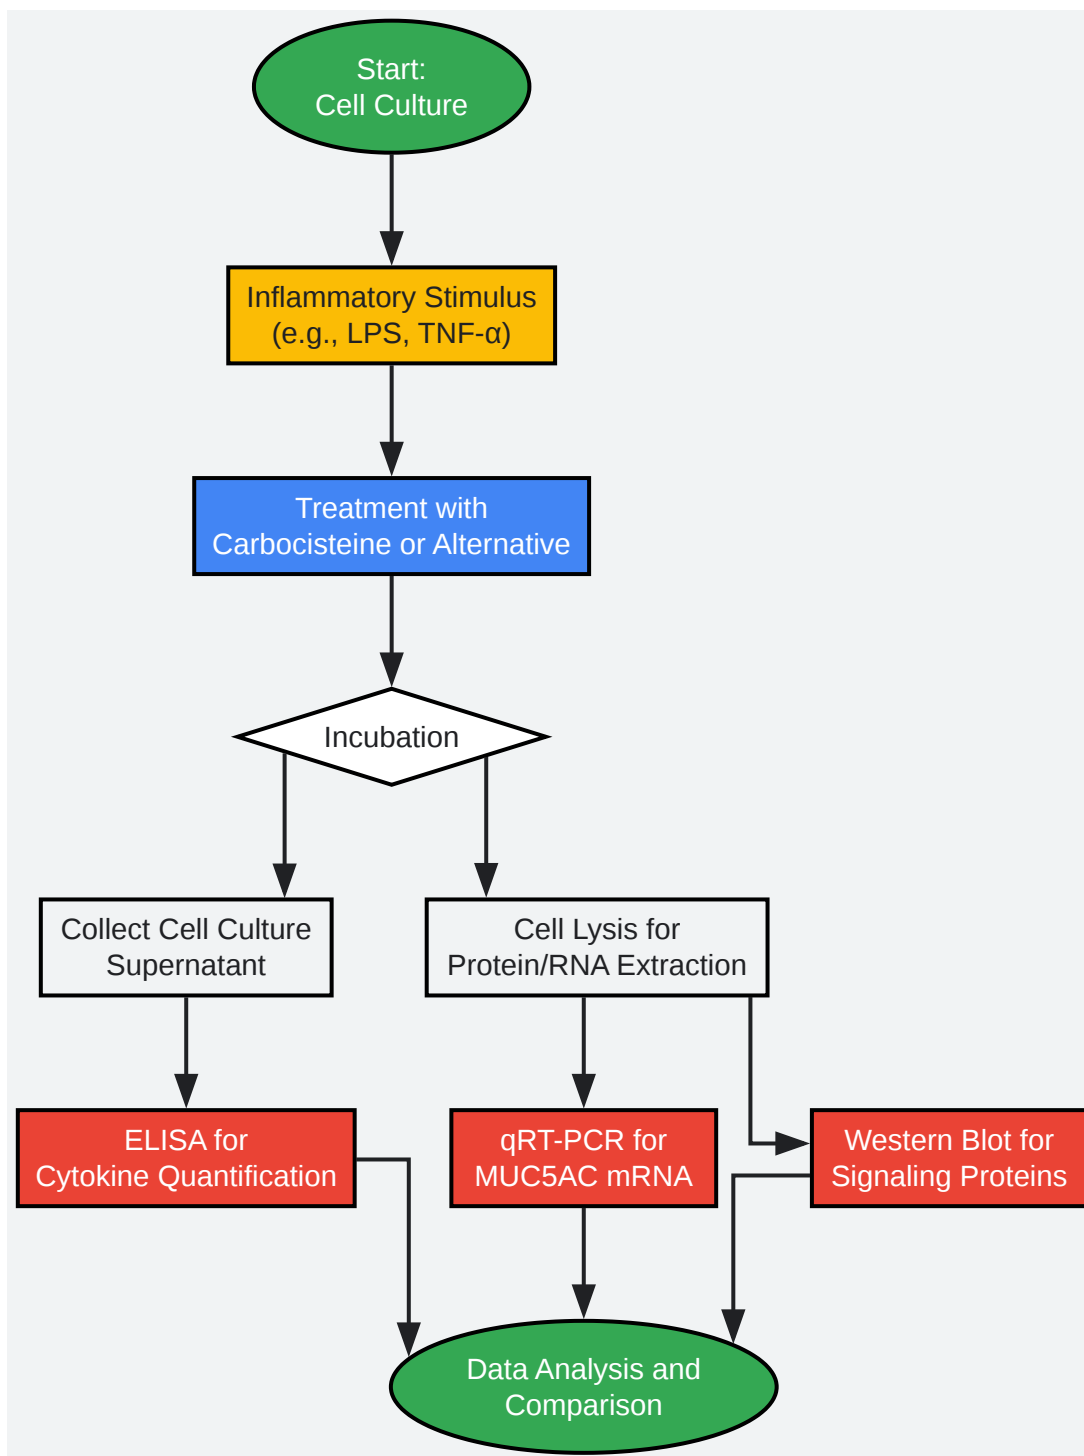 Start:
Cell Culture
Inflammatory Stimulus
(e.g., LPS, TNF-α)
Treatment with
Carbocisteine or Alternative
Incubation
Collect Cell Culture
Supernatant
Cell Lysis for
Protein/RNA Extraction
ELISA for
Cytokine Quantification
qRT-PCR for
MUC5AC mRNA
Western Blot for
Signaling Proteins
Data Analysis and
Comparison